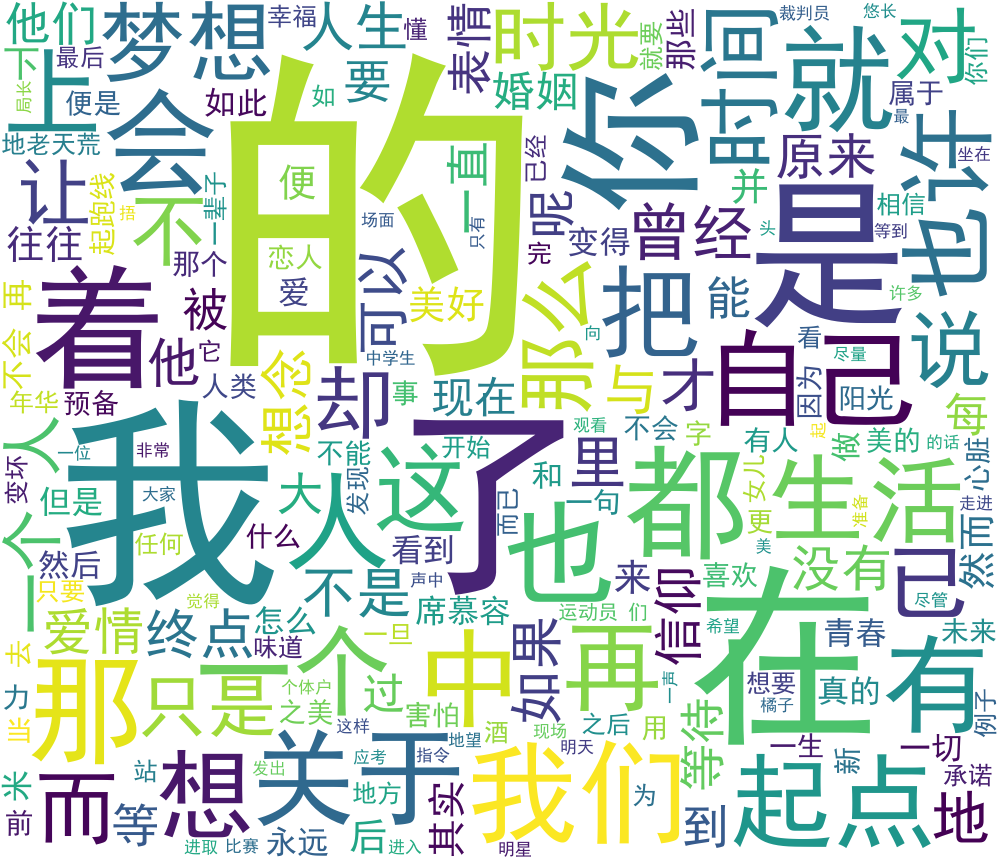 他们
梦想
幸福
人生
懂
表情
时光
就要
那些
时间
裁判员
悠长
对
你们
下
最后
上
局长
便是
会
如此
如
要
婚姻
你
就
属于
最
地老天荒
便
一直
已经
原来
也许
坐在
让
起跑线
捂
不
一辈子
场面
只有
呢
曾经
并
相信
往往
那个
恋人
爱
的
可以
完
变得
头
是
等到
再
着
被
它
美好
那么
把
能
许多
不会
他
人类
中学生
向
看
尽量
说
年华
预备
想念
却
现在
事
与
才
自己
因为
阳光
每
人
变坏
一位
非常
我
不能
开始
观看
不会
字
起
有人
做
美的
的话
心脏
一个
但是
大家
大
发现
这
了
而已
和
里
一句
都
女儿
更
准备
生活
走进
然后
任何
什么
人
看到
声中
也
来
喜欢
美
没有
已
然而
尽管
只要
觉得
爱情
终点
怎么
不是
席慕容
运动员
们
信仰
希望
在
青春
未来
去
味道
一旦
力
当
那
只是
个
个体户
之美
这样
过
害怕
中
酒
如果
再
现场
之后
用
一声
等待
想要
橘子
真的
有
例子
米
前
而
站
等
想
发出
关于
应考
指令
地望
地方
我们
明天
为
到
起点
一生
新
一切
承诺
地
进取
比赛
永远
后
进入
其实
明星